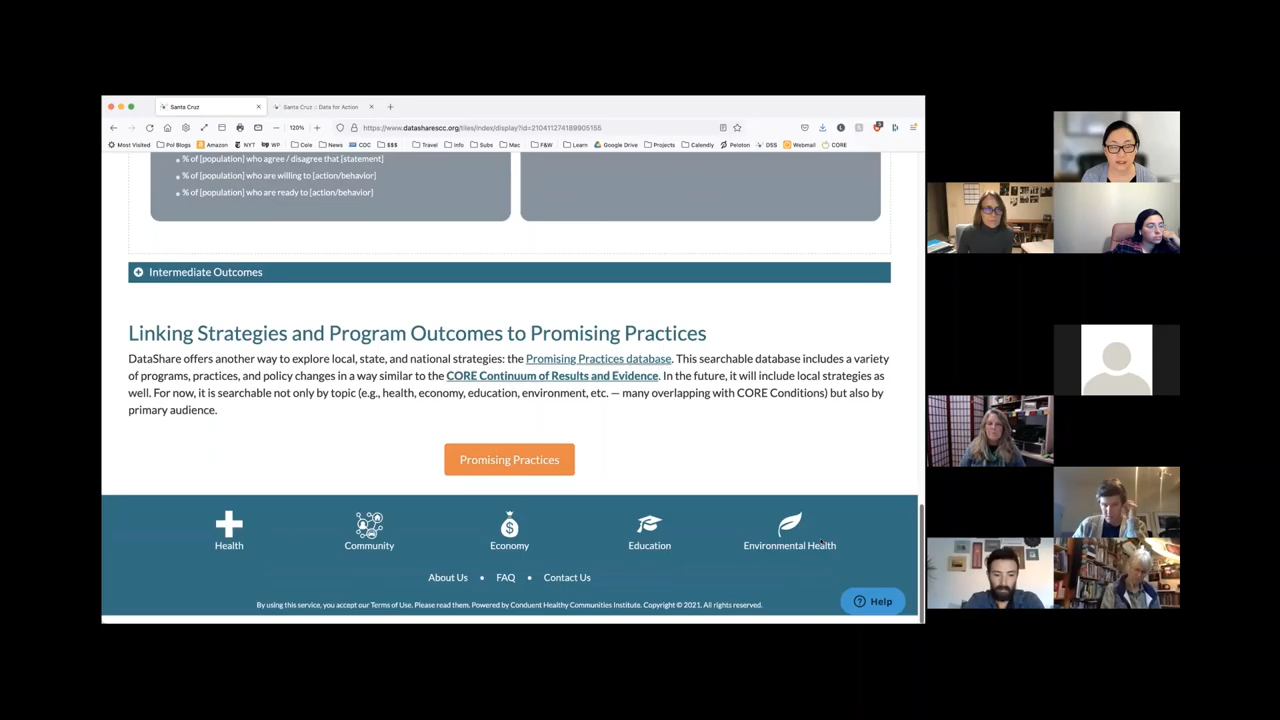 Santa Cruz
Santa Cruz :: Data for Action
120%
https://www.datasharescc.org/tiles/index/display?id=210411274189905155
Most Visited Pol Blogs Amazon NYT WP Cole News COC $$$ Travel Info Subs Mac F&W Learn Google Drive Projects Calendly Peloton DSS Webmail CORE
% of [population] who agree / disagree that [statement]
% of [population] who are willing to [action/behavior]
% of [population] who are ready to [action/behavior]
Intermediate Outcomes
Linking Strategies and Program Outcomes to Promising Practices
DataShare offers another way to explore local, state, and national strategies: the Promising Practices database. This searchable database includes a variety
of programs, practices, and policy changes in a way similar to the CORE Continuum of Results and Evidence. In the future, it will include local strategies as
well. For now, it is searchable not only by topic (e.g., health, economy, education, environment, etc. — many overlapping with CORE Conditions) but also by
primary audience.
Promising Practices
Health Community Economy Education Environmental Health
About Us • FAQ • Contact Us
By using this service, you accept our Terms of Use. Please read them. Powered by Conduent Healthy Communities Institute. Copyright © 2021. All rights reserved.
Help